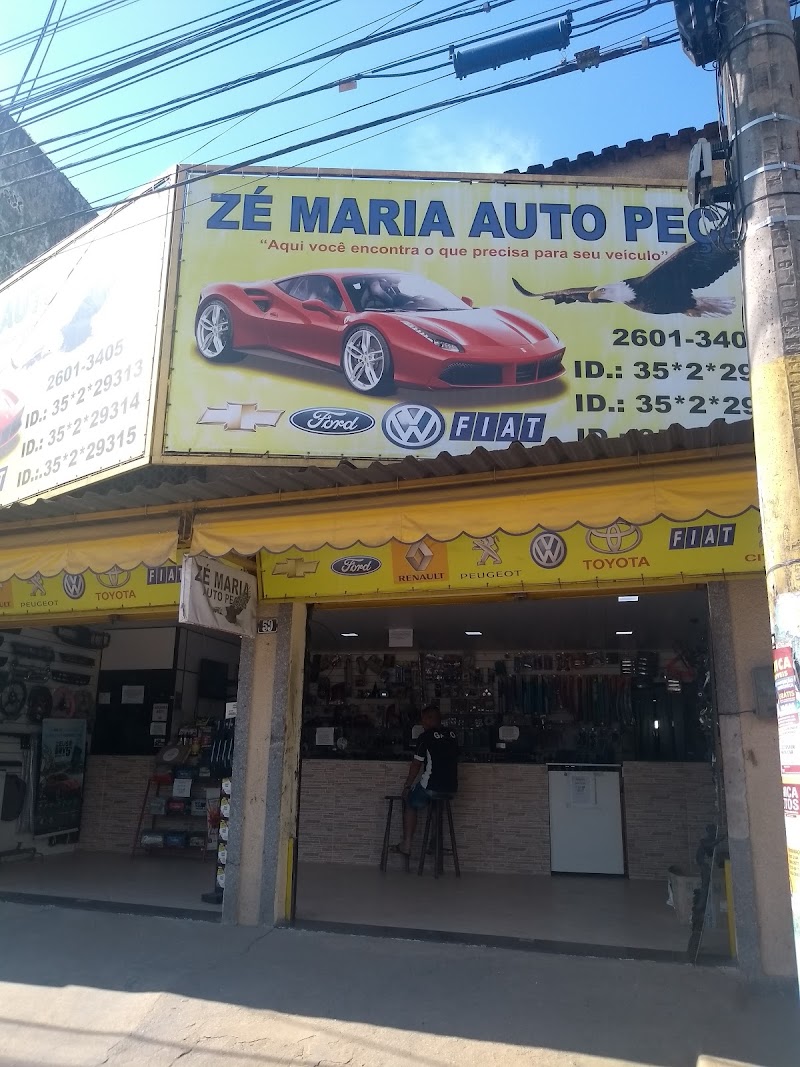 ZÉ MARIA AUTO PEÇ
“Aqui você encontra o que precisa para seu veículo”
2601-340
ID.: 35*2*29
ID.: 35*2*29
Ford
FIAT
2601-3405
ID.: 35*2*29313
ID.: 35*2*29314
ID.: 35*2*29315
Ford
RENAULT
PEUGEOT
TOYOTA
FIAT
PEUGEOT
TOYOTA
FIAT
ZÉ MARIA
AUTO PEÇ
59